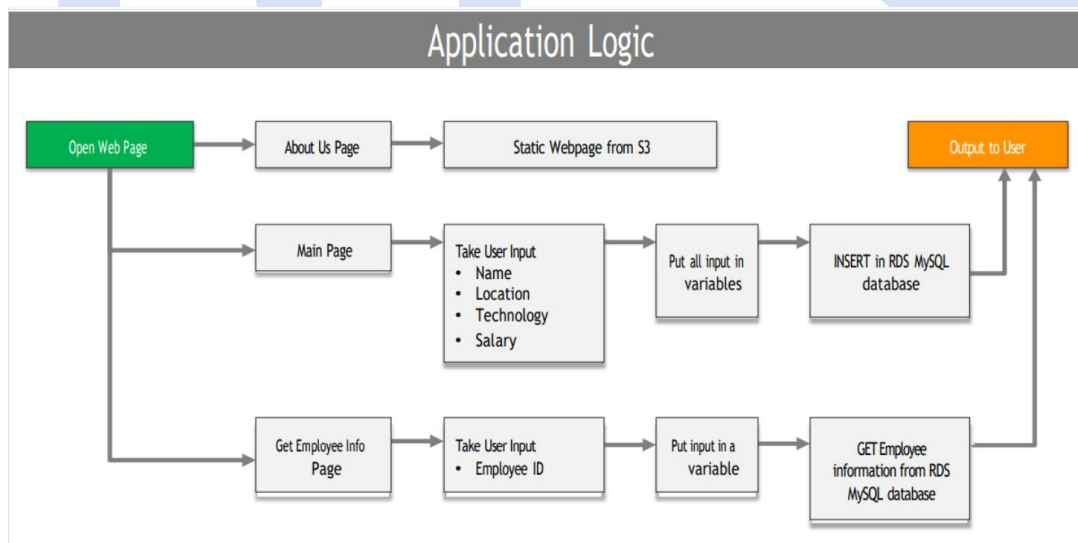 Application Logic
Open Web Page
About Us Page
Static Webpage from S3
Output to User
Main Page
Take User Input
• Name
• Location
• Technology
• Salary
Put all input in
variables
INSERT in RDS MySQL
database
Get Employee Info
Page
Take User Input
• Employee ID
Put input in a
variable
GET Employee
information from RDS
MySQL database